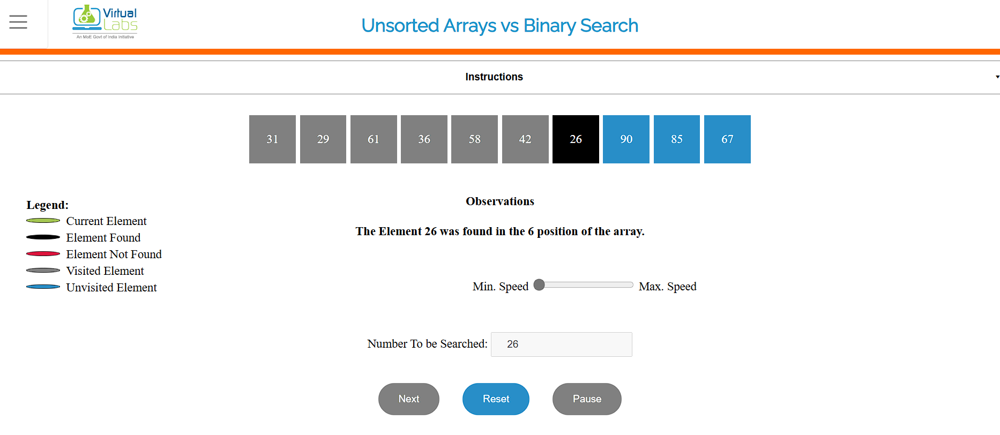 Virtual
Labs
An MoE Govt of India Initiative
Unsorted Arrays vs Binary Search
Instructions
31 29 61 36 58 42 26 90 85 67
Legend:
Current Element
Element Found
Element Not Found
Visited Element
Unvisited Element
Observations
The Element 26 was found in the 6 position of the array.
Min. Speed Max. Speed
Number To be Searched: 26
Next Reset Pause